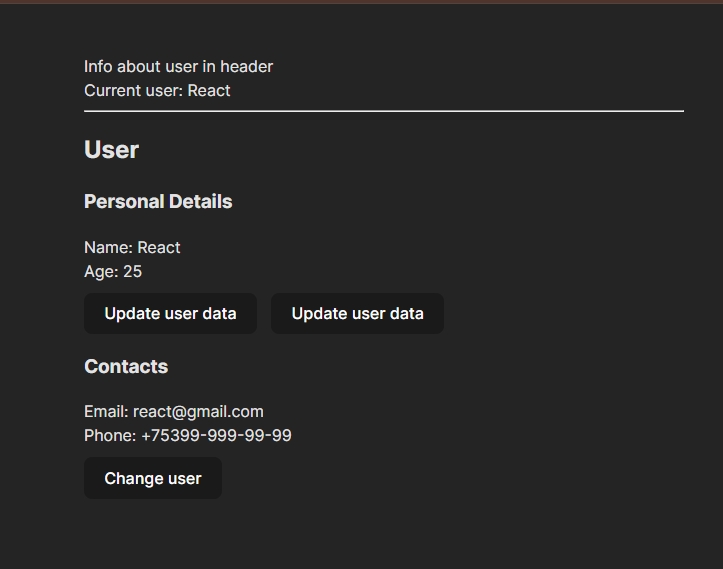 Info about user in header
Current user: React
User
Personal Details
Name: React
Age: 25
Update user data Update user data
Contacts
Email: react@gmail.com
Phone: +75399-999-99-99
Change user